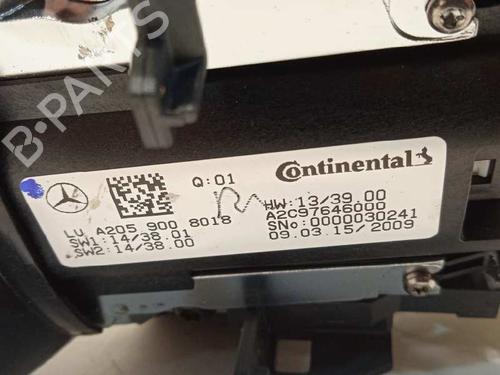 B-PARTS
Q:01
Continental
LU A205 900 8018
SW1:14/38.01
SW2:14/38.00
HW:13/39 00
A2C97646000
SNo:0000030241
09.03.15/2009